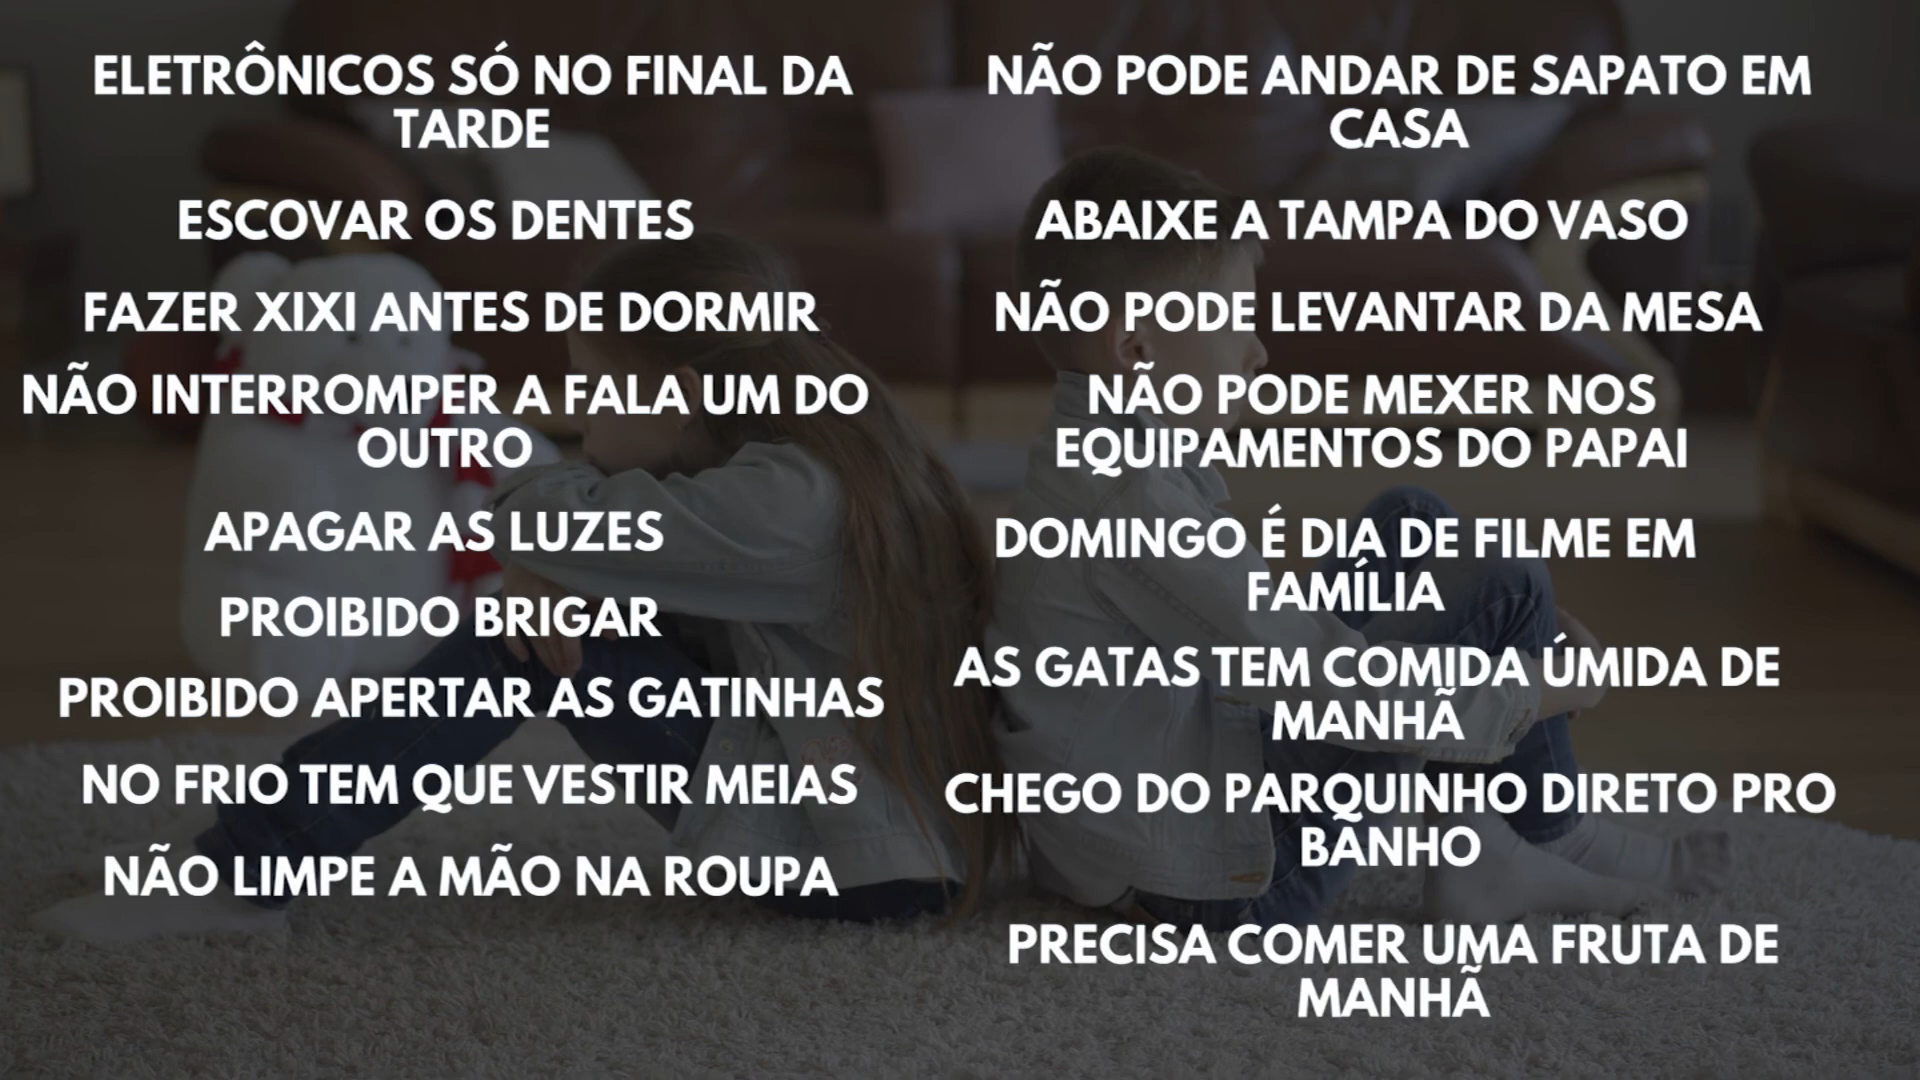 ELETRÔNICOS SÓ NO FINAL DA
TARDE
ESCOVAR OS DENTES
FAZER XIXI ANTES DE DORMIR
NÃO INTERROMPER A FALA UM DO
OUTRO
APAGAR AS LUZES
PROIBIDO BRIGAR
PROIBIDO APERTAR AS GATINHAS
NO FRIO TEM QUE VESTIR MEIAS
NÃO LIMPE A MÃO NA ROUPA
NÃO PODE ANDAR DE SAPATO EM
CASA
ABAIXE A TAMPA DO VASO
NÃO PODE LEVANTAR DA MESA
NÃO PODE MEXER NOS
EQUIPAMENTOS DO PAPAI
DOMINGO É DIA DE FILME EM
FAMÍLIA
AS GATAS TEM COMIDA ÚMIDA DE
MANHÃ
CHEGO DO PARQUINHO DIRETO PRO
BANHO
PRECISA COMER UMA FRUTA DE
MANHÃ